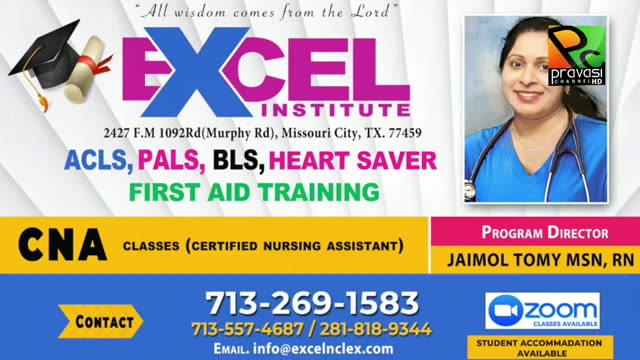 "All wisdom comes from the Lord"
EXCEL
INSTITUTE
2427 F.M 1092Rd(Murphy Rd), Missouri City, TX. 77459
ACLS, PALS, BLS, HEART SAVER
FIRST AID TRAINING
Pravasi
CHANNEL HD
CNA CLASSES (CERTIFIED NURSING ASSISTANT)
PROGRAM DIRECTOR
JAIMOL TOMY MSN, RN
CONTACT
713-269-1583
713-557-4687 / 281-818-9344
EMAIL. info@excelnclex.com
zoom
CLASSES AVAILABLE
STUDENT ACCOMMADATION
AVAILABLE